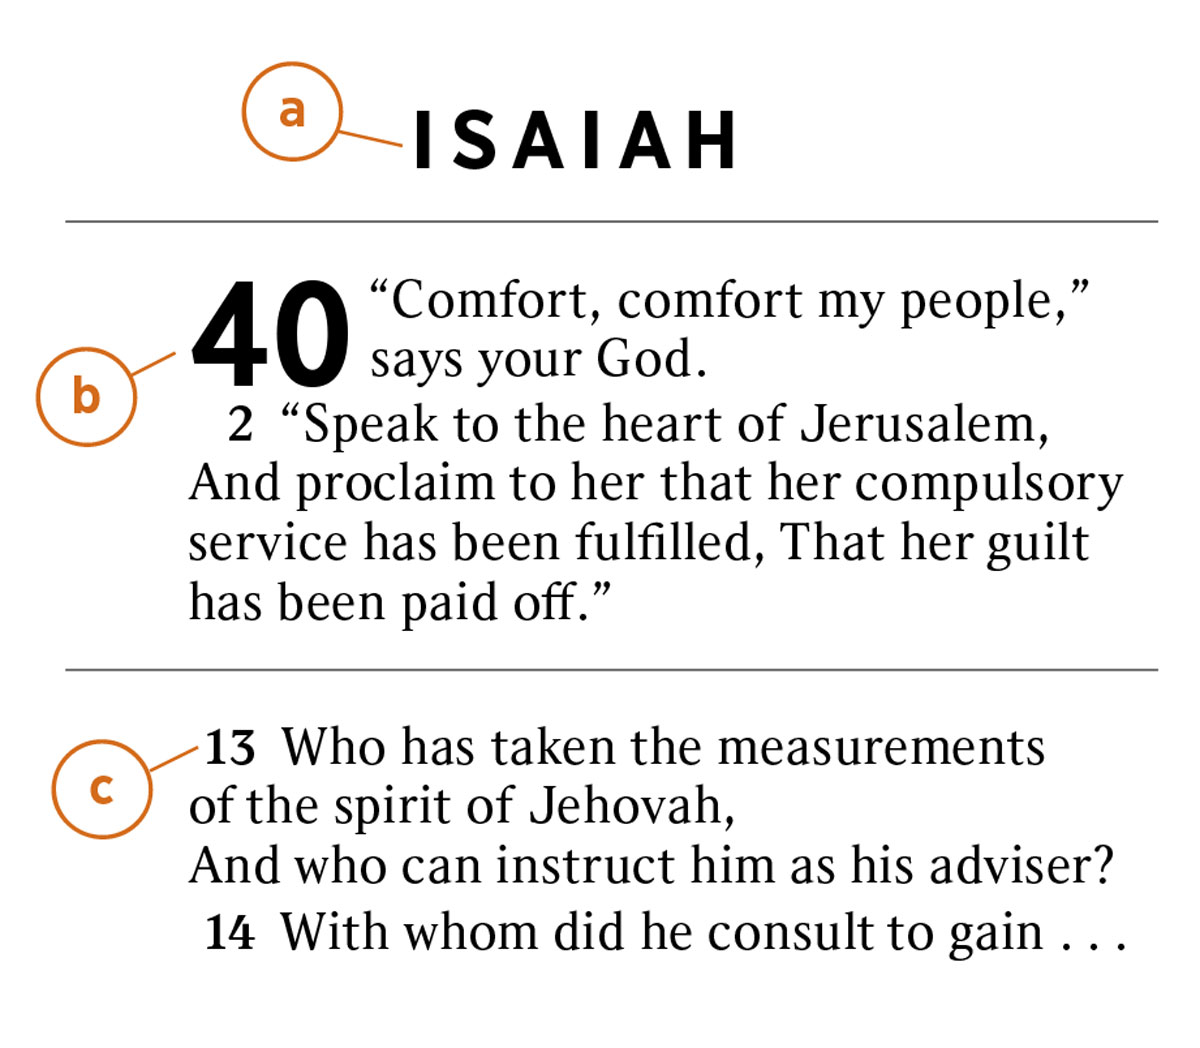 a
ISAIAH
40 “Comfort, comfort my people,”
says your God.
b
2 “Speak to the heart of Jerusalem,
And proclaim to her that her compulsory
service has been fulfilled, That her guilt
has been paid off.”
13 Who has taken the measurements
c
of the spirit of Jehovah,
And who can instruct him as his adviser?
14 With whom did he consult to gain . . .